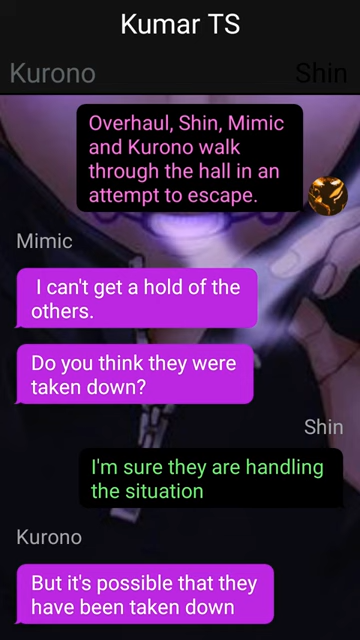 Kumar TS
Kurono
Shin
Overhaul, Shin, Mimic
and Kurono walk
through the hall in an
attempt to escape.
Mimic
I can't get a hold of the
others.
Do you think they were
taken down?
Shin
I'm sure they are handling
the situation
Kurono
But it's possible that they
have been taken down